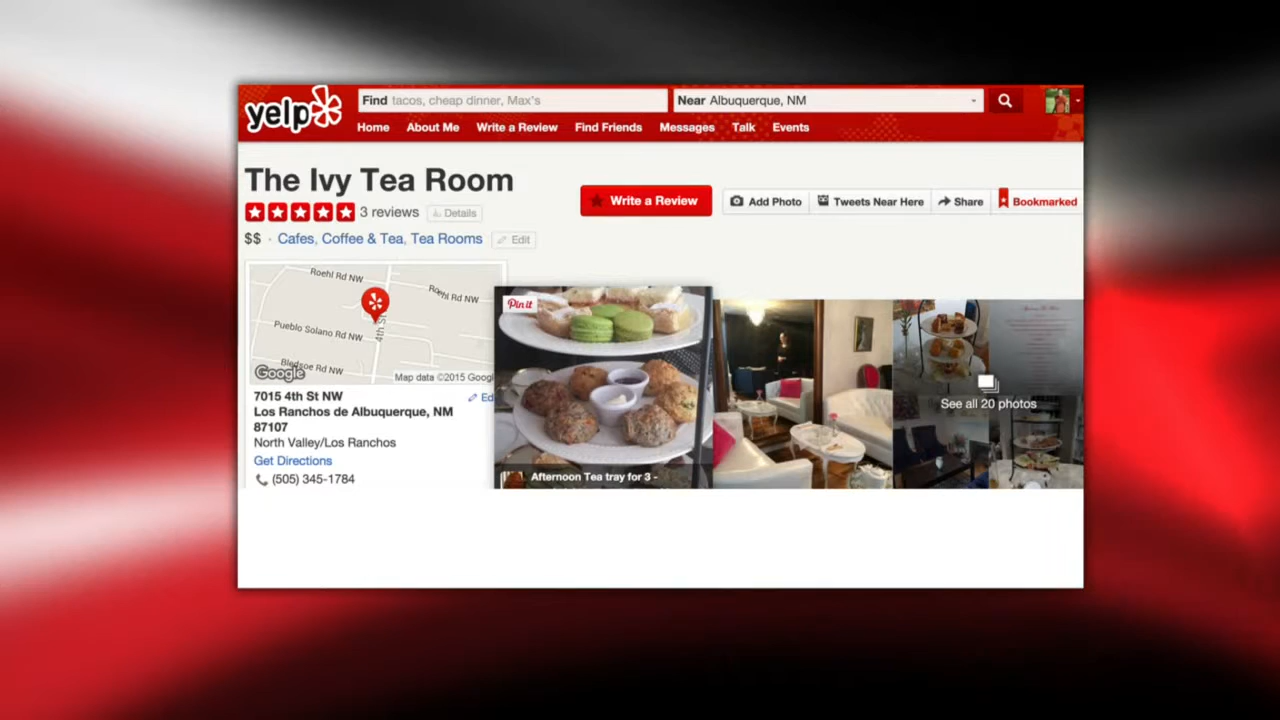 yelp
Find tacos, cheap dinner, Max's
Near Albuquerque, NM
Home About Me Write a Review Find Friends Messages Talk Events
The Ivy Tea Room
3 reviews Details
Write a Review Add Photo Tweets Near Here Share Bookmarked
$$ · Cafes, Coffee & Tea, Tea Rooms Edit
Roehl Rd NW
Roehl Rd NW
4th St
Pueblo Solano Rd NW
Bledsoe Rd NW
Google
Map data ©2015 Googl
7015 4th St NW
Ed
Los Ranchos de Albuquerque, NM
87107
North Valley/Los Ranchos
Get Directions
(505) 345-1784
Pin it
Afternoon Tea tray for 3 -
See all 20 photos